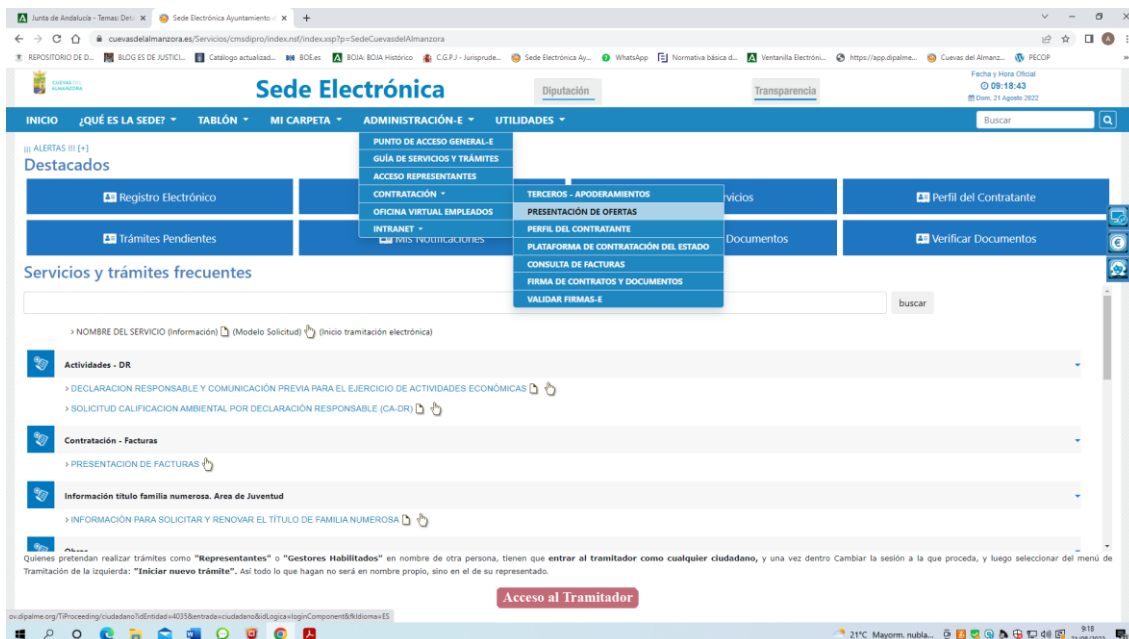 Junta de Andalucía - Temas: Det
Sede Electrónica Ayuntamiento
cuevasdelalmanzora.es/Servicios/cmsdipro/index.nsf/index.xsp?p=SedeCuevasdelAlmanzora
REPOSITORIO DE D... BLOG ES DE JUSTICI... Catálogo actualizad... BOE.es BOJA: BOJA Histórico C.G.P.J - Jurisprude... Sede Electrónica Ay... WhatsApp Normativa básica d... Ventanilla Electróni... https://app.dipalme... Cuevas del Almanz... PECOP
CUEVAS DEL
ALMANZORA
Sede Electrónica
Diputación
Transparencia
Fecha y Hora Oficial
09:18:43
Dom, 21 Agosto 2022
INICIO ¿QUÉ ES LA SEDE? TABLÓN MI CARPETA ADMINISTRACIÓN-E UTILIDADES Buscar
PUNTO DE ACCESO GENERAL-E
GUÍA DE SERVICIOS Y TRÁMITES
ACCESO REPRESENTANTES
CONTRATACIÓN
OFICINA VIRTUAL EMPLEADOS
INTRANET
TERCEROS - APODERAMIENTOS
PRESENTACIÓN DE OFERTAS
PERFIL DEL CONTRATANTE
PLATAFORMA DE CONTRATACIÓN DEL ESTADO
CONSULTA DE FACTURAS
FIRMA DE CONTRATOS Y DOCUMENTOS
VALIDAR FIRMAS-E
¡¡¡ ALERTAS !!! [+]
Destacados
Registro Electrónico
rvicios
Perfil del Contratante
Trámites Pendientes
Mis Notificaciones
Documentos
Verificar Documentos
Servicios y trámites frecuentes
buscar
> NOMBRE DEL SERVICIO (Información) (Modelo Solicitud) (Inicio tramitación electrónica)
Actividades - DR
> DECLARACION RESPONSABLE Y COMUNICACIÓN PREVIA PARA EL EJERCICIO DE ACTIVIDADES ECONÓMICAS
> SOLICITUD CALIFICACION AMBIENTAL POR DECLARACIÓN RESPONSABLE (CA-DR)
Contratación - Facturas
> PRESENTACION DE FACTURAS
Información título familia numerosa. Area de Juventud
> INFORMACIÓN PARA SOLICITAR Y RENOVAR EL TÍTULO DE FAMILIA NUMEROSA
Quienes pretendan realizar trámites como "Representantes" o "Gestores Habilitados" en nombre de otra persona, tienen que entrar al tramitador como cualquier ciudadano, y una vez dentro Cambiar la sesión a la que proceda, y luego seleccionar del menú de
Tramitación de la izquierda: "Iniciar nuevo trámite". Así todo lo que hagan no será en nombre propio, sino en el de su representado.
Acceso al Tramitador
ov.dipalme.org/TiProceeding/ciudadano?idEntidad=4035&entrada=ciudadano&idLogica=loginComponent&fkIdioma=ES
21°C Mayorm. nubla...
9:18